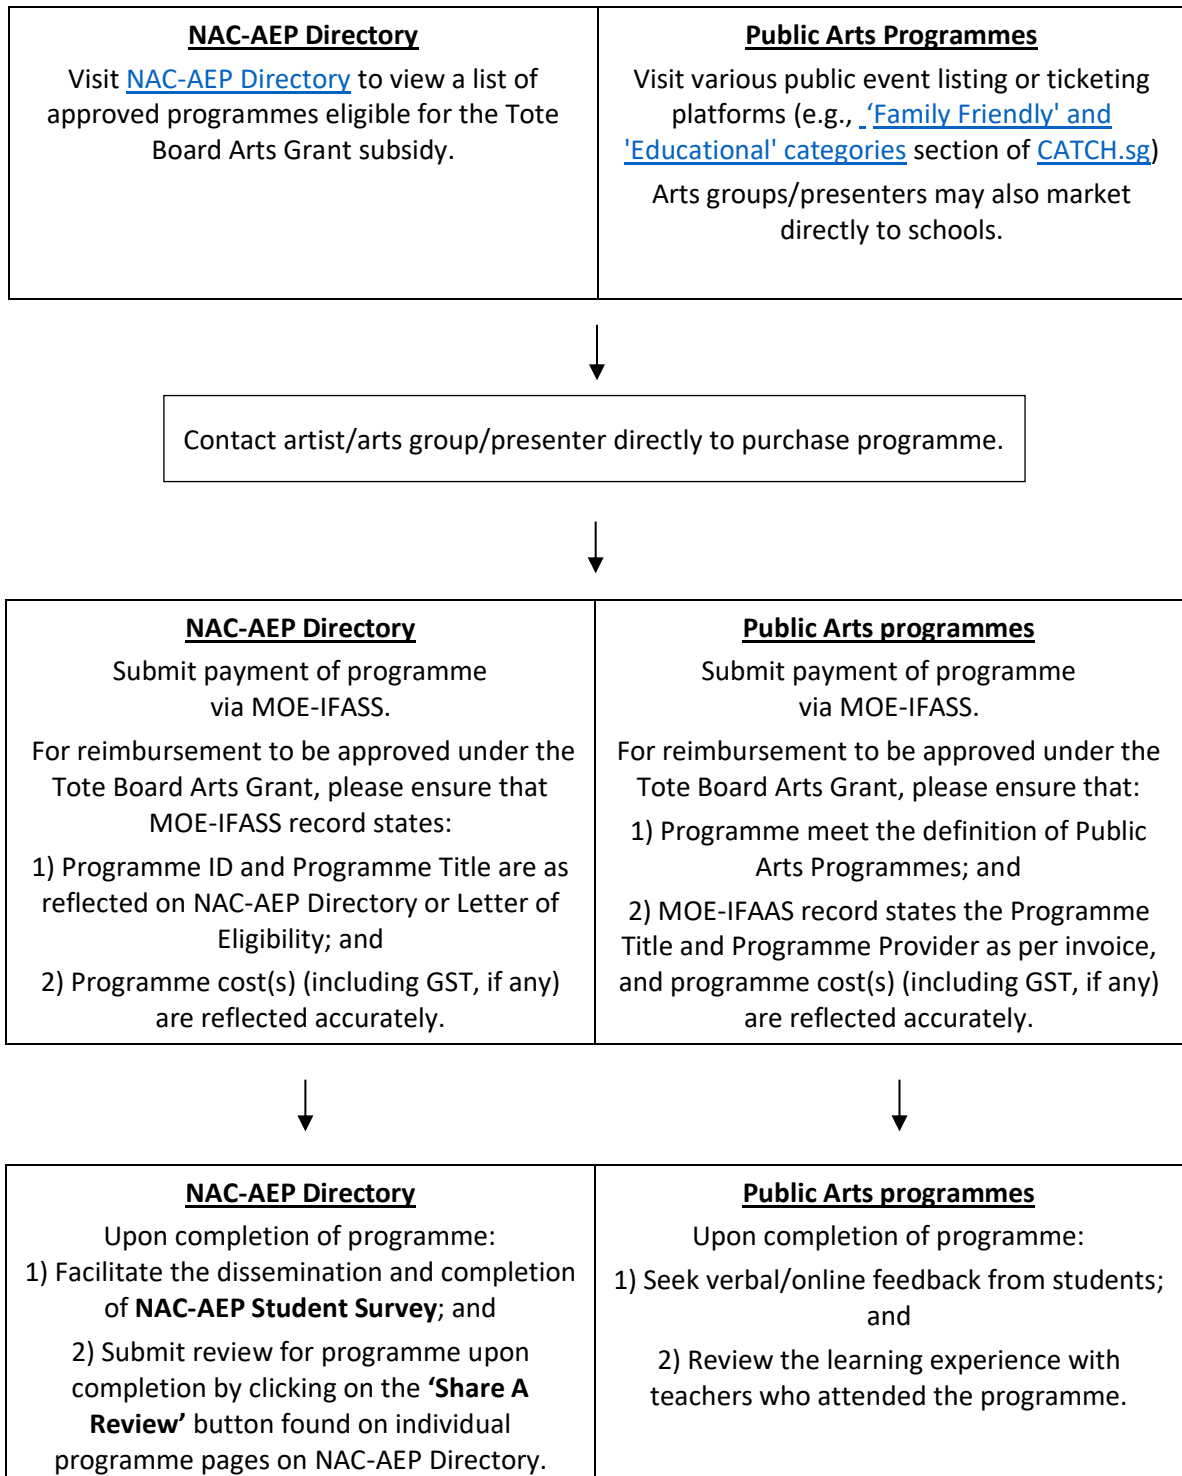 NAC-AEP Directory
Visit NAC-AEP Directory to view a list of
approved programmes eligible for the Tote
Board Arts Grant subsidy.
Public Arts Programmes
Visit various public event listing or ticketing
platforms (e.g., ‘Family Friendly' and
'Educational' categories section of CATCH.sg)
Arts groups/presenters may also market
directly to schools.
Contact artist/arts group/presenter directly to purchase programme.
NAC-AEP Directory
Submit payment of programme
via MOE-IFASS.
For reimbursement to be approved under the
Tote Board Arts Grant, please ensure that
MOE-IFASS record states:
1) Programme ID and Programme Title are as
reflected on NAC-AEP Directory or Letter of
Eligibility; and
2) Programme cost(s) (including GST, if any)
are reflected accurately.
Public Arts programmes
Submit payment of programme
via MOE-IFASS.
For reimbursement to be approved under the
Tote Board Arts Grant, please ensure that:
1) Programme meet the definition of Public
Arts Programmes; and
2) MOE-IFAAS record states the Programme
Title and Programme Provider as per invoice,
and programme cost(s) (including GST, if any)
are reflected accurately.
NAC-AEP Directory
Upon completion of programme:
1) Facilitate the dissemination and completion
of NAC-AEP Student Survey; and
2) Submit review for programme upon
completion by clicking on the ‘Share A
Review’ button found on individual
programme pages on NAC-AEP Directory.
Public Arts programmes
Upon completion of programme:
1) Seek verbal/online feedback from students;
and
2) Review the learning experience with
teachers who attended the programme.